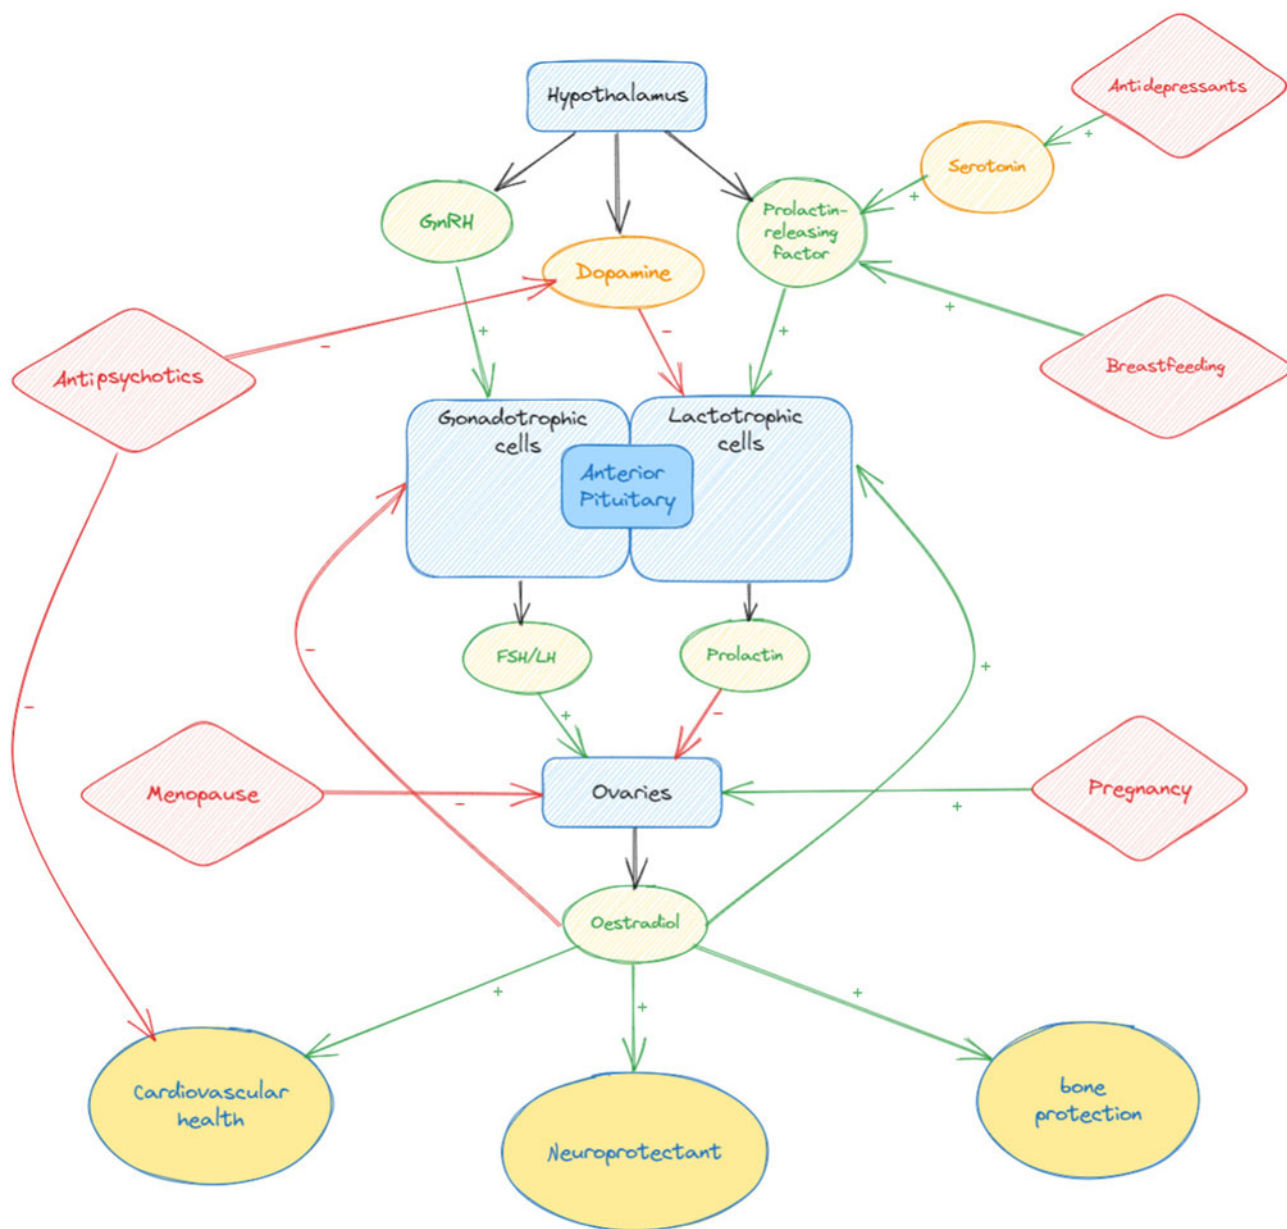 Hypothalamus
Antidepressants
+
Serotonin
+
GnRH
Prolactin-
releasing
factor
Dopamine
+
-
+
+
-
Antipsychotics
Breastfeeding
Gonadotrophic
cells
Lactotrophic
cells
Anterior
Pituitary
FSH/LH
Prolactin
-
+
-
+
-
Menopause
-
Ovaries
+
Pregnancy
Oestradiol
+
+
+
Cardiovascular
health
Neuroprotectant
bone
protection